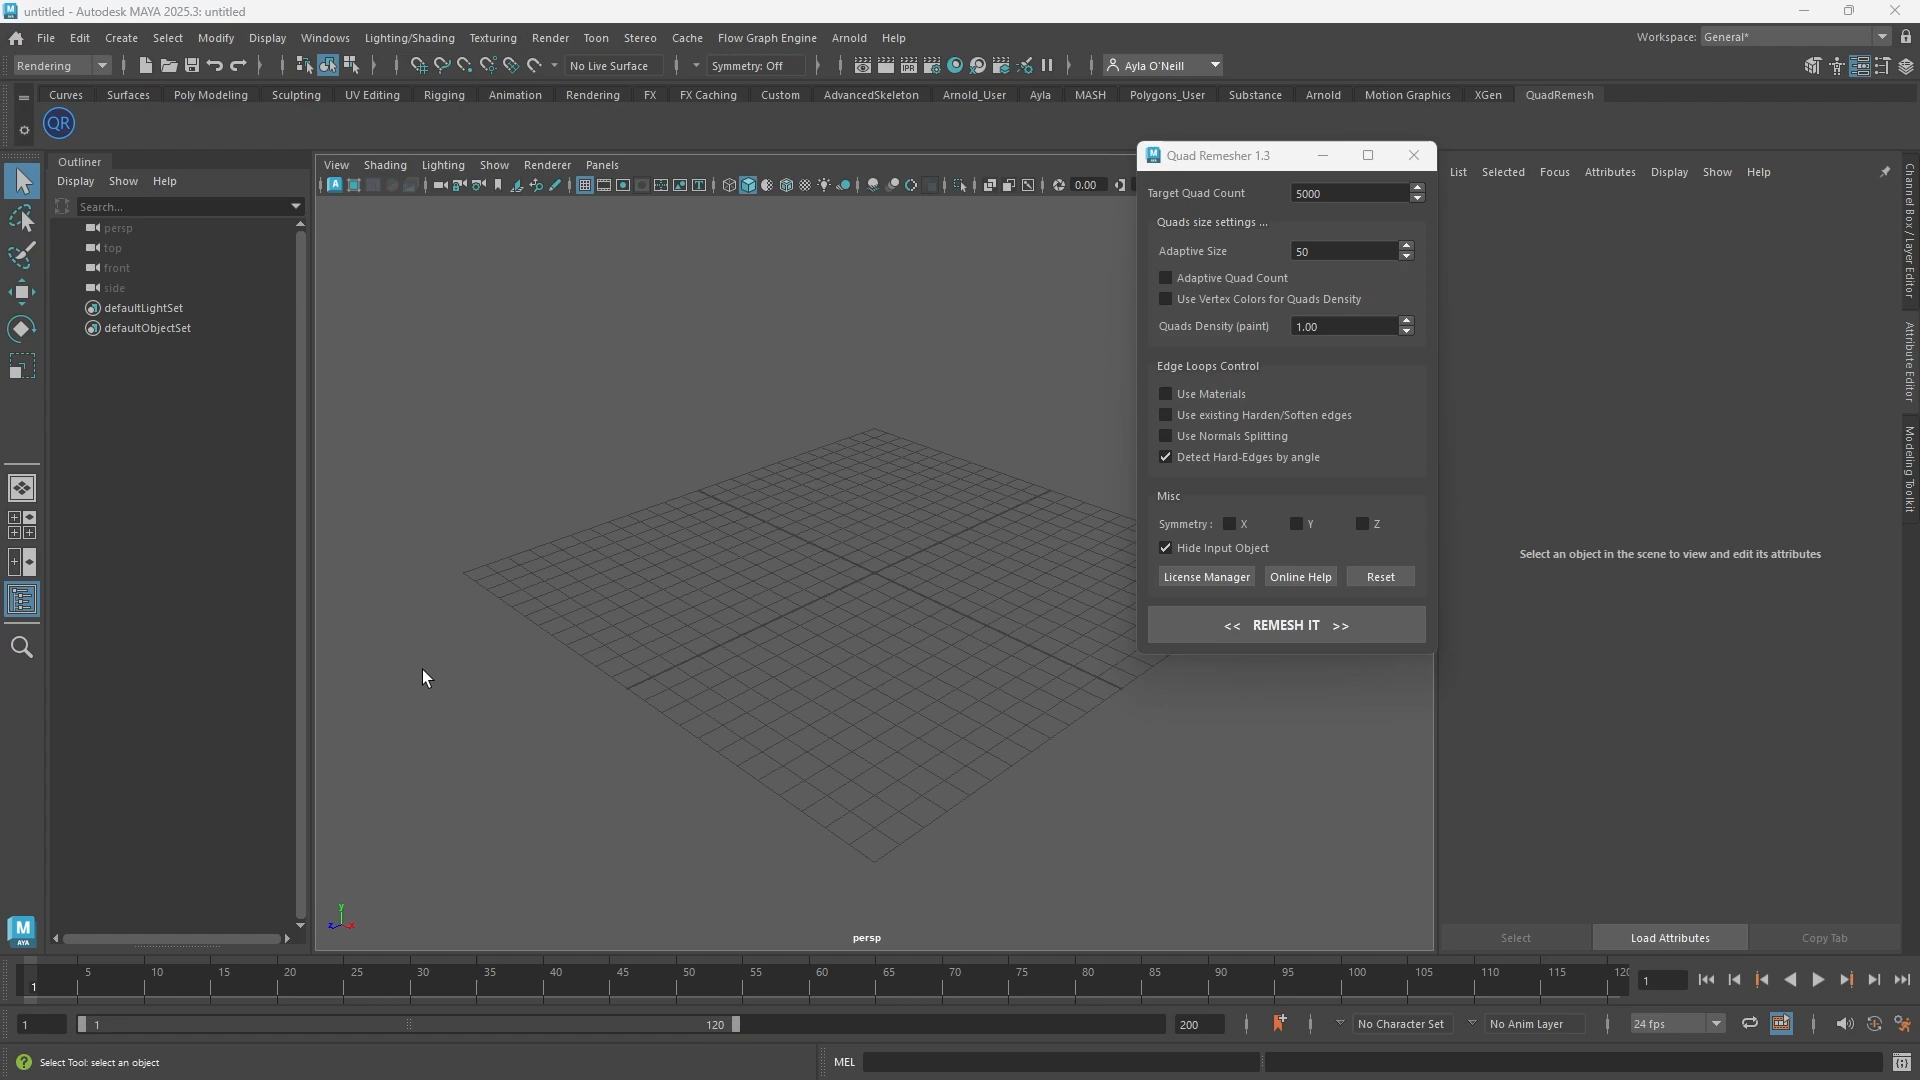 untitled - Autodesk MAYA 2025.3: untitled
File Edit Create Select Modify Display Windows Lighting/Shading Texturing Render Toon Stereo Cache Flow Graph Engine Arnold Help
Workspace: General*
Rendering No Live Surface Symmetry: Off Ayla O'Neill
Curves Surfaces Poly Modeling Sculpting UV Editing Rigging Animation Rendering FX FX Caching Custom AdvancedSkeleton Arnold_User Ayla MASH Polygons_User Substance Arnold Motion Graphics XGen QuadRemesh
QR
Outliner
Display Show Help
Search...
persp
top
front
side
defaultLightSet
defaultObjectSet
View Shading Lighting Show Renderer Panels
0.00
persp
y
z x
Quad Remesher 1.3
Target Quad Count 5000
Quads size settings ...
Adaptive Size 50
Adaptive Quad Count
Use Vertex Colors for Quads Density
Quads Density (paint) 1.00
Edge Loops Control
Use Materials
Use existing Harden/Soften edges
Use Normals Splitting
Detect Hard-Edges by angle
Misc
Symmetry : X Y Z
Hide Input Object
License Manager Online Help Reset
<< REMESH IT >>
List Selected Focus Attributes Display Show Help
Select an object in the scene to view and edit its attributes
Select Load Attributes Copy Tab
Channel Box / Layer Editor
Attribute Editor
Modeling Toolkit
M
AYA
1 5 10 15 20 25 30 35 40 45 50 55 60 65 70 75 80 85 90 95 100 105 110 115 120
1
1 1 120 200 No Character Set No Anim Layer 24 fps
Select Tool: select an object
MEL